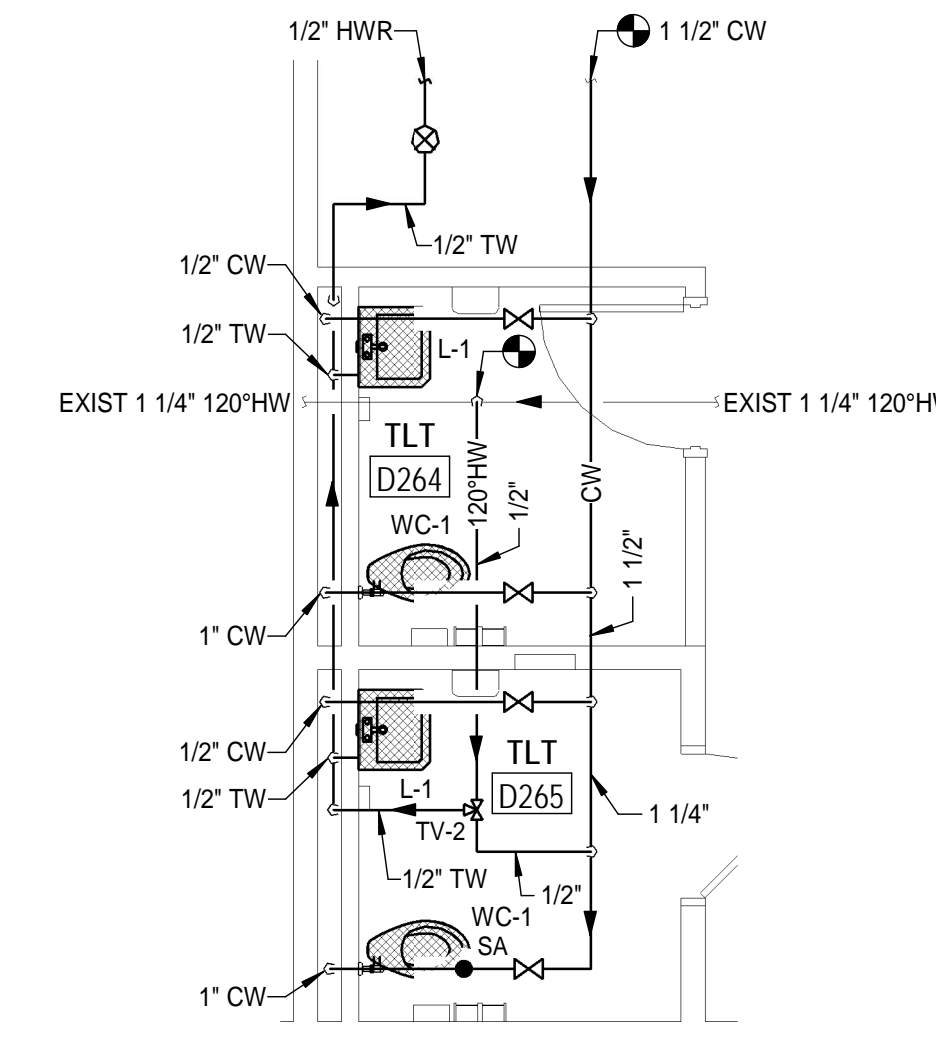 1/2" HWR
1 1/2" CW
1/2" TW
1/2" CW
1/2" TW
L-1
EXIST 1 1/4" 120°HW
EXIST 1 1/4" 120°HW
TLT
D264
120°HW
1/2"
CW
WC-1
1 1/2"
1" CW
1/2" CW
TLT
1/2" TW
L-1
D265
1 1/4"
TV-2
1/2" TW
1/2"
WC-1
SA
1" CW